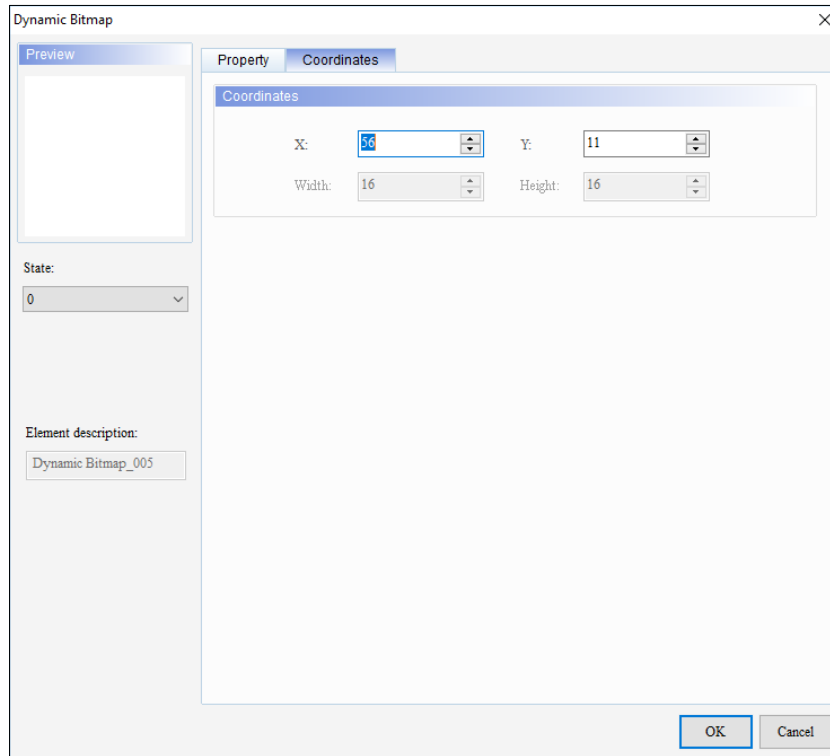 Dynamic Bitmap
Preview
Property Coordinates
Coordinates
X: 56 Y: 11
Width: 16 Height: 16
State:
0
Element description:
Dynamic Bitmap_005
OK Cancel